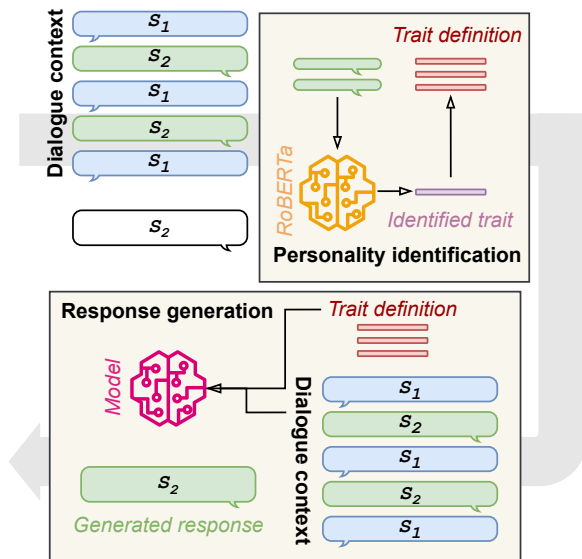 Dialogue context
S1
S2
S1
S2
S1
S2
Trait definition
RoBERTa
Identified trait
Personality identification
Response generation
Trait definition
Model
Dialogue context
S1
S2
S1
S2
S1
S2
Generated response